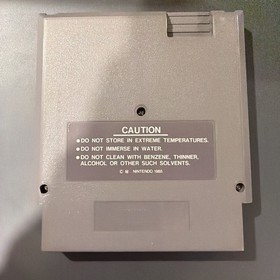 CAUTION
•DO NOT STORE IN EXTREME TEMPERATURES.
•DO NOT IMMERSE IN WATER.
•DO NOT CLEAN WITH BENZENE, THINNER,
ALCOHOL OR OTHER SUCH SOLVENTS.
NINTENDO 1985